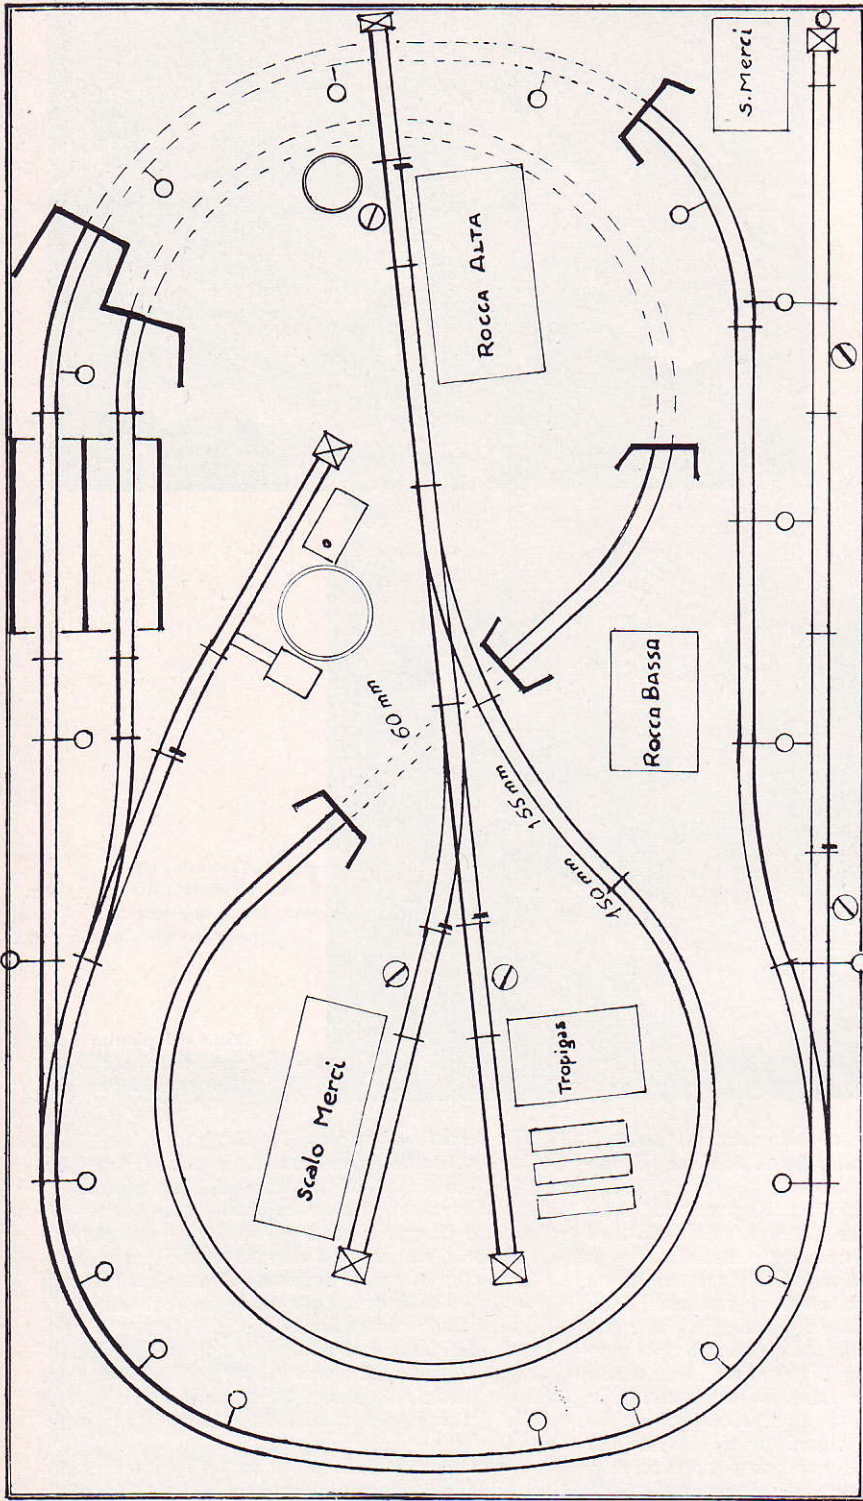 S. Merci
ROCCA ALTA
ROCCA BASSA
60 mm
155 mm
150 mm
Tropigas
Scalo Merci